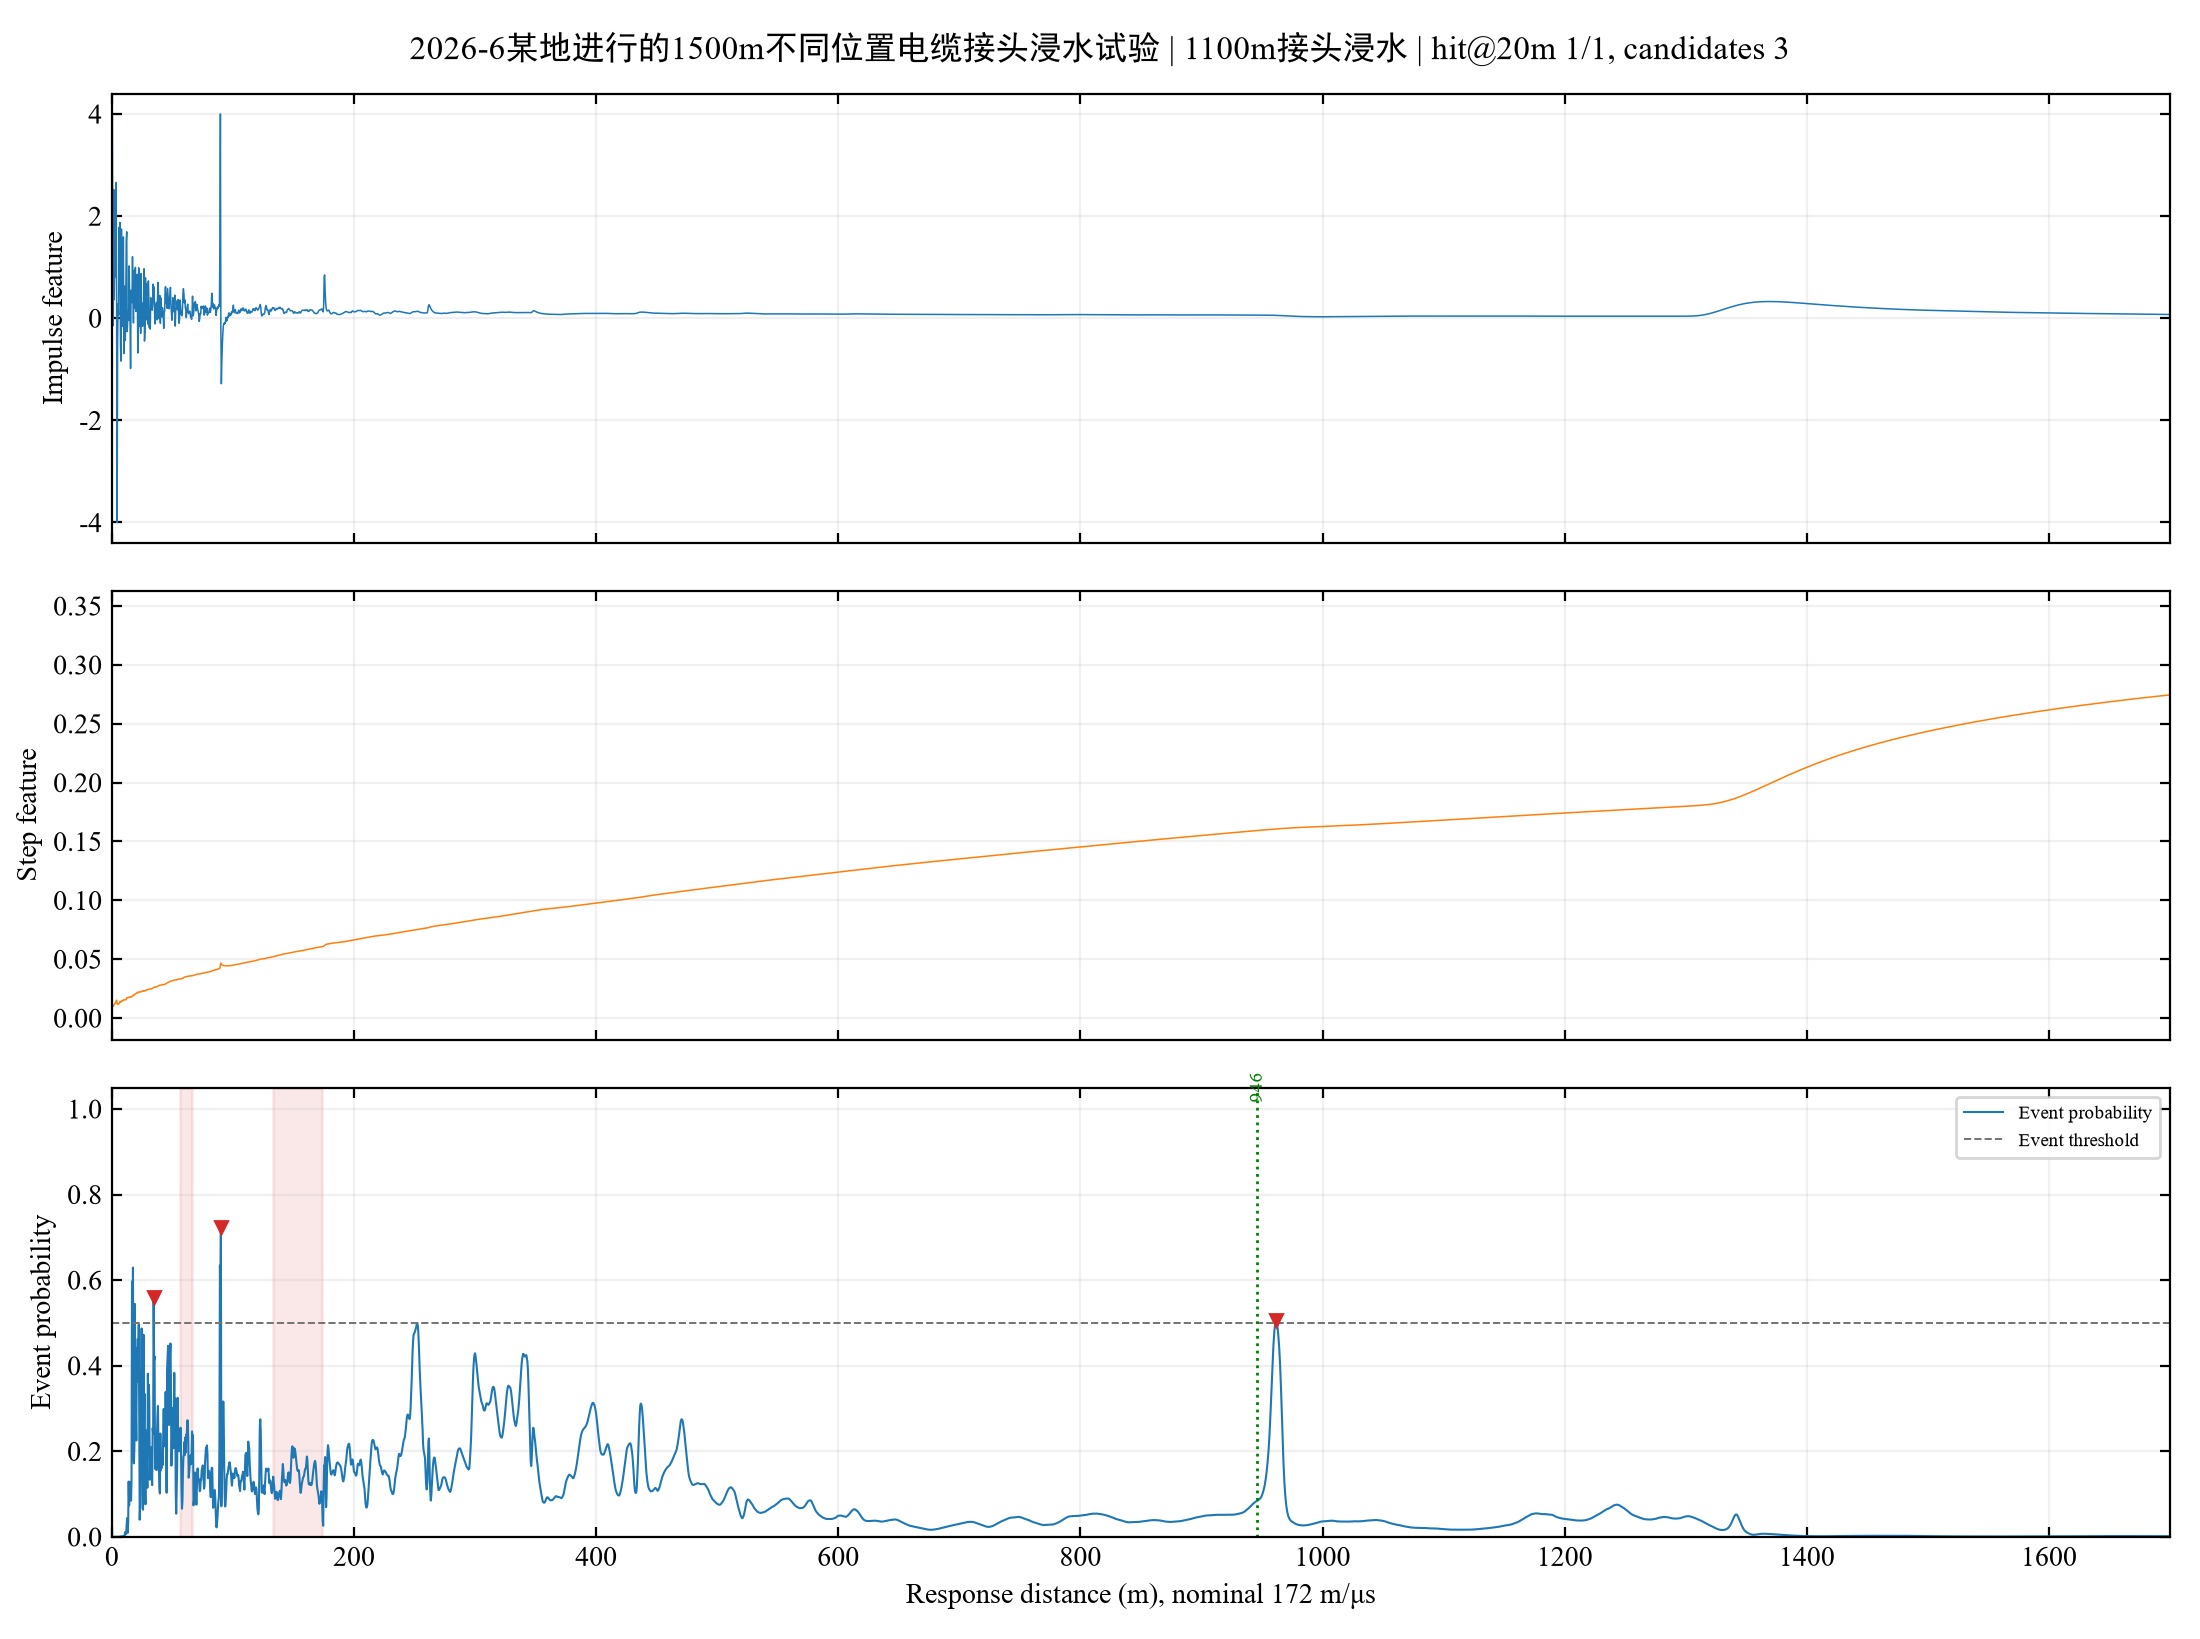 2026-6某地进行的1500m不同位置电缆接头浸水试验 | 1100m接头浸水 | hit@20m 1/1, candidates 3
4
2
0
-2
-4
Impulse feature
0.35
0.30
0.25
0.20
0.15
0.10
0.05
0.00
Step feature
946
1.0
0.8
0.6
0.4
0.2
0.0
Event probability
Event probability
Event threshold
0 200 400 600 800 1000 1200 1400 1600
Response distance (m), nominal 172 m/μs